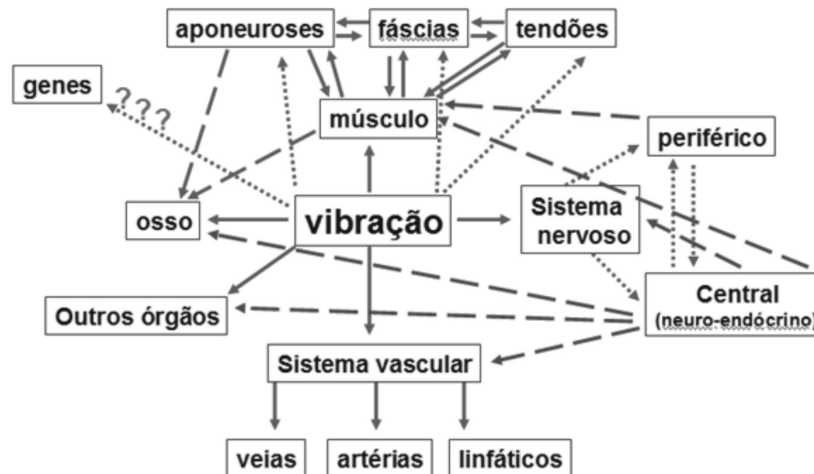 aponeuroses
fáscias
tendões
genes
? ? ?
músculo
periférico
osso
vibração
Sistema
nervoso
Outros órgãos
Central
(neuro-endócrino)
Sistema vascular
veias
artérias
linfáticos